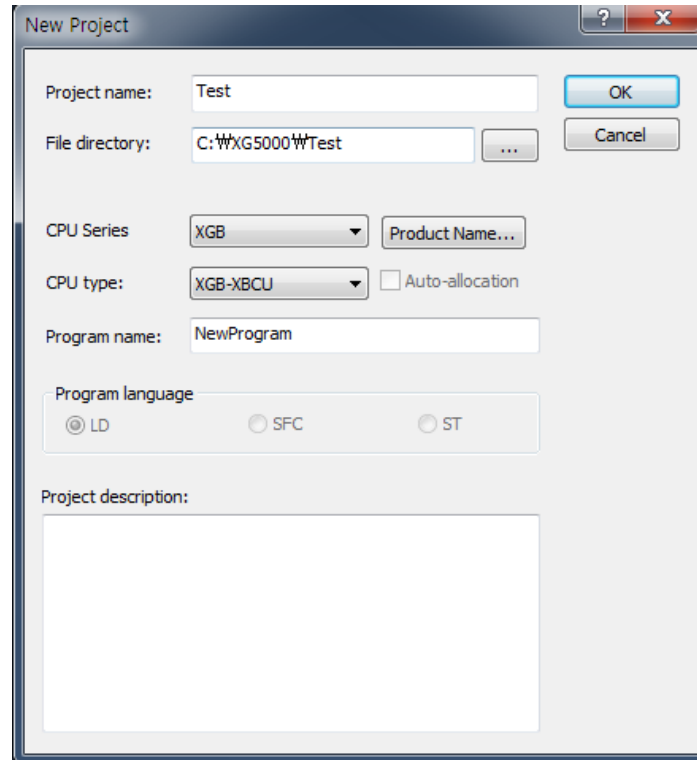 New Project
Project name: Test OK
File directory: C:₩XG5000₩Test ... Cancel
CPU Series XGB Product Name...
CPU type: XGB-XBCU Auto-allocation
Program name: NewProgram
Program language
LD SFC ST
Project description: